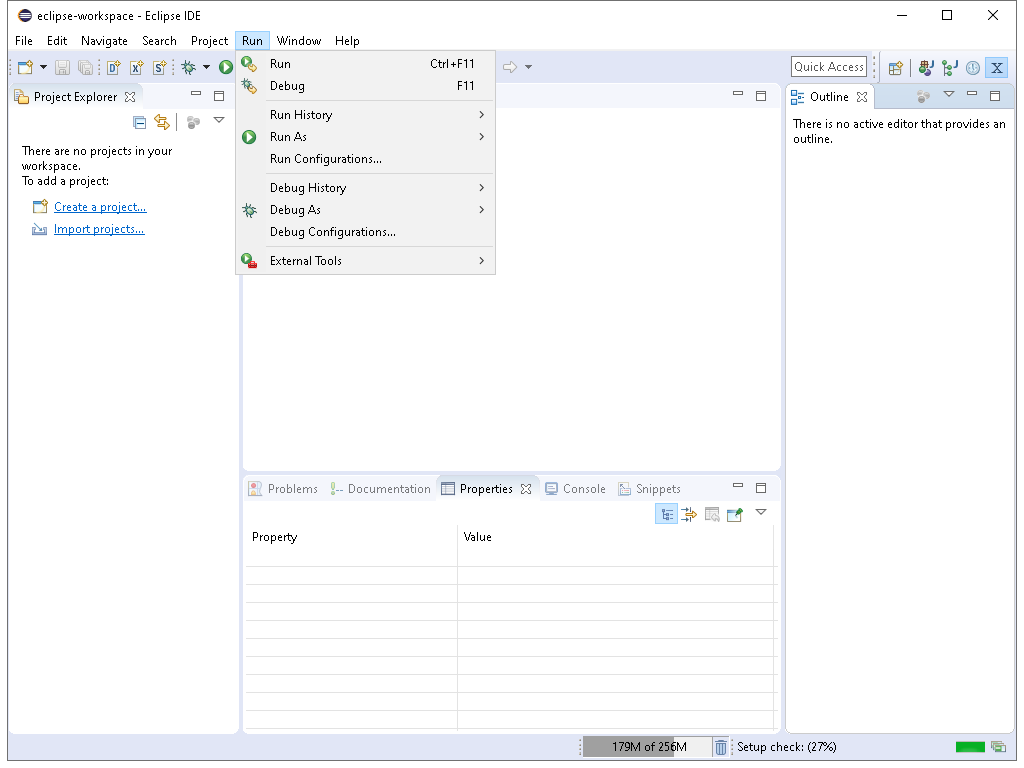 eclipse-workspace - Eclipse IDE
File Edit Navigate Search Project Run Window Help
Quick Access
Run Ctrl+F11
Debug F11
Run History
Run As
Run Configurations...
Debug History
Debug As
Debug Configurations...
External Tools
Project Explorer
There are no projects in your
workspace.
To add a project:
Create a project...
Import projects...
Outline
There is no active editor that provides an
outline.
Problems Documentation Properties Console Snippets
Property Value
179M of 256M Setup check: (27%)